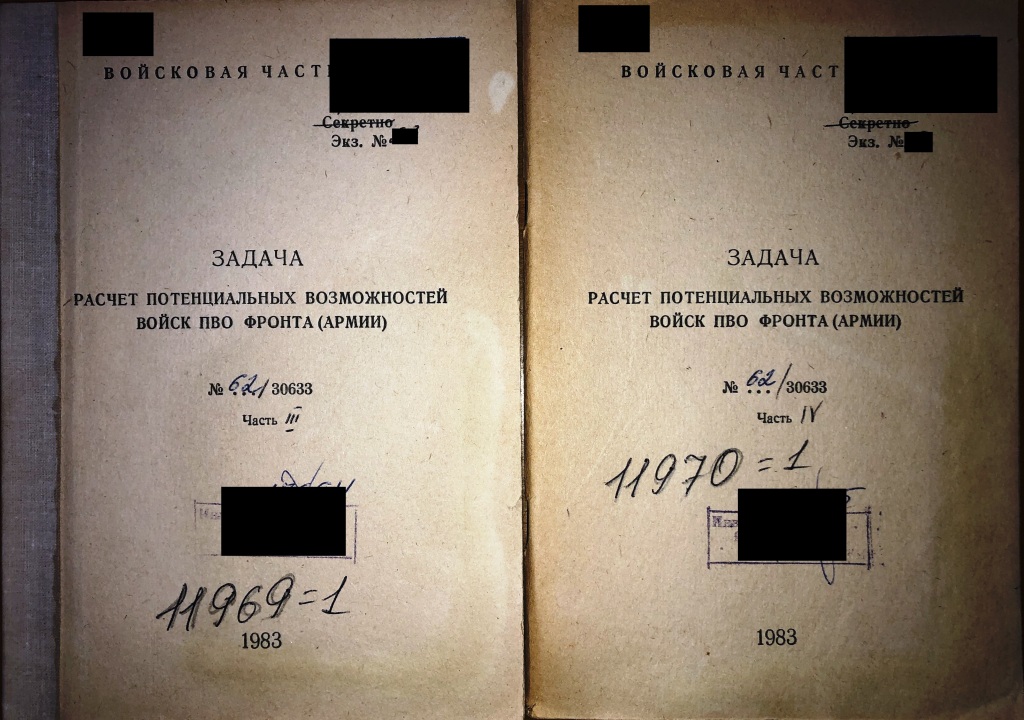 ВОЙСКОВАЯ
Секретно
Экз. №
ЗАДАЧА
РАСЧЕТ ПОТЕНЦИАЛЬНЫХ ВОЗМОЖНОСТЕЙ
ВОЙСК ПВО ФРОНТА (АРМИИ)
№ 62/30633
Часть III
11969=1
1983
ВОЙСКОВАЯ
Секретно
Экз. №
ЗАДАЧА
РАСЧЕТ ПОТЕНЦИАЛЬНЫХ ВОЗМОЖНОСТЕЙ
ВОЙСК ПВО ФРОНТА (АРМИИ)
№ 62/30633
Часть IV
11970=1
1983